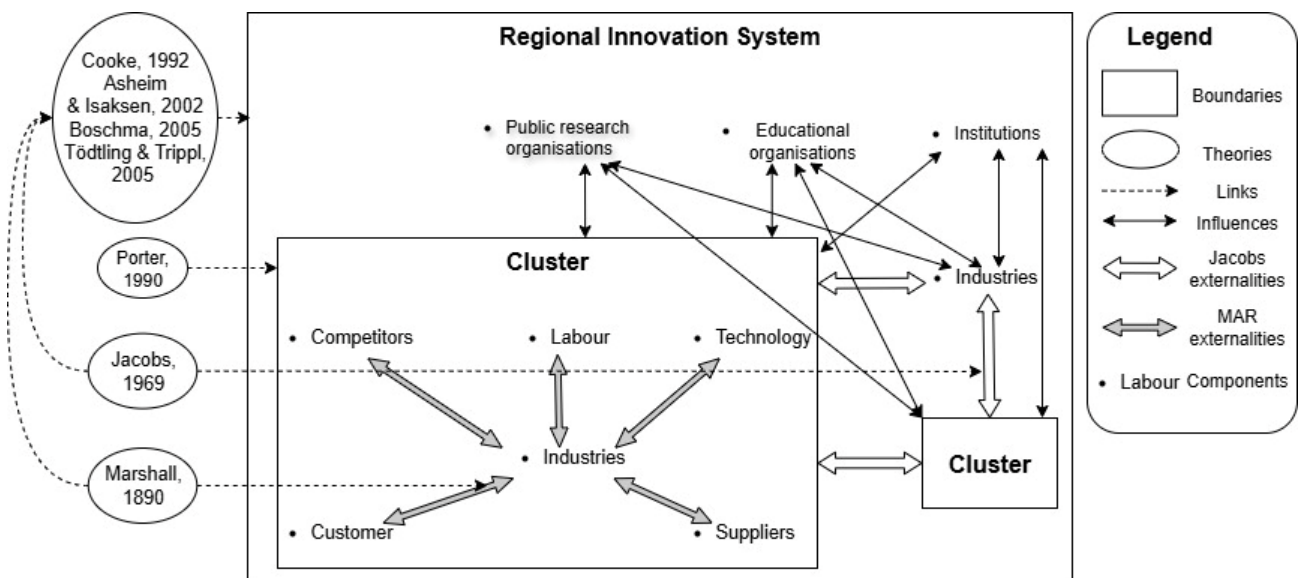 Cooke, 1992
Asheim
& Isaksen, 2002
Boschma, 2005
Tödtling & Trippl,
2005
Porter,
1990
Jacobs,
1969
Marshall,
1890
Regional Innovation System
• Public research
organisations
• Educational
organisations
• Institutions
Cluster
• Industries
• Competitors
• Labour
• Technology
• Industries
• Customer
• Suppliers
Cluster
Legend
Boundaries
Theories
Links
Influences
Jacobs
externalities
MAR
externalities
• Labour Components